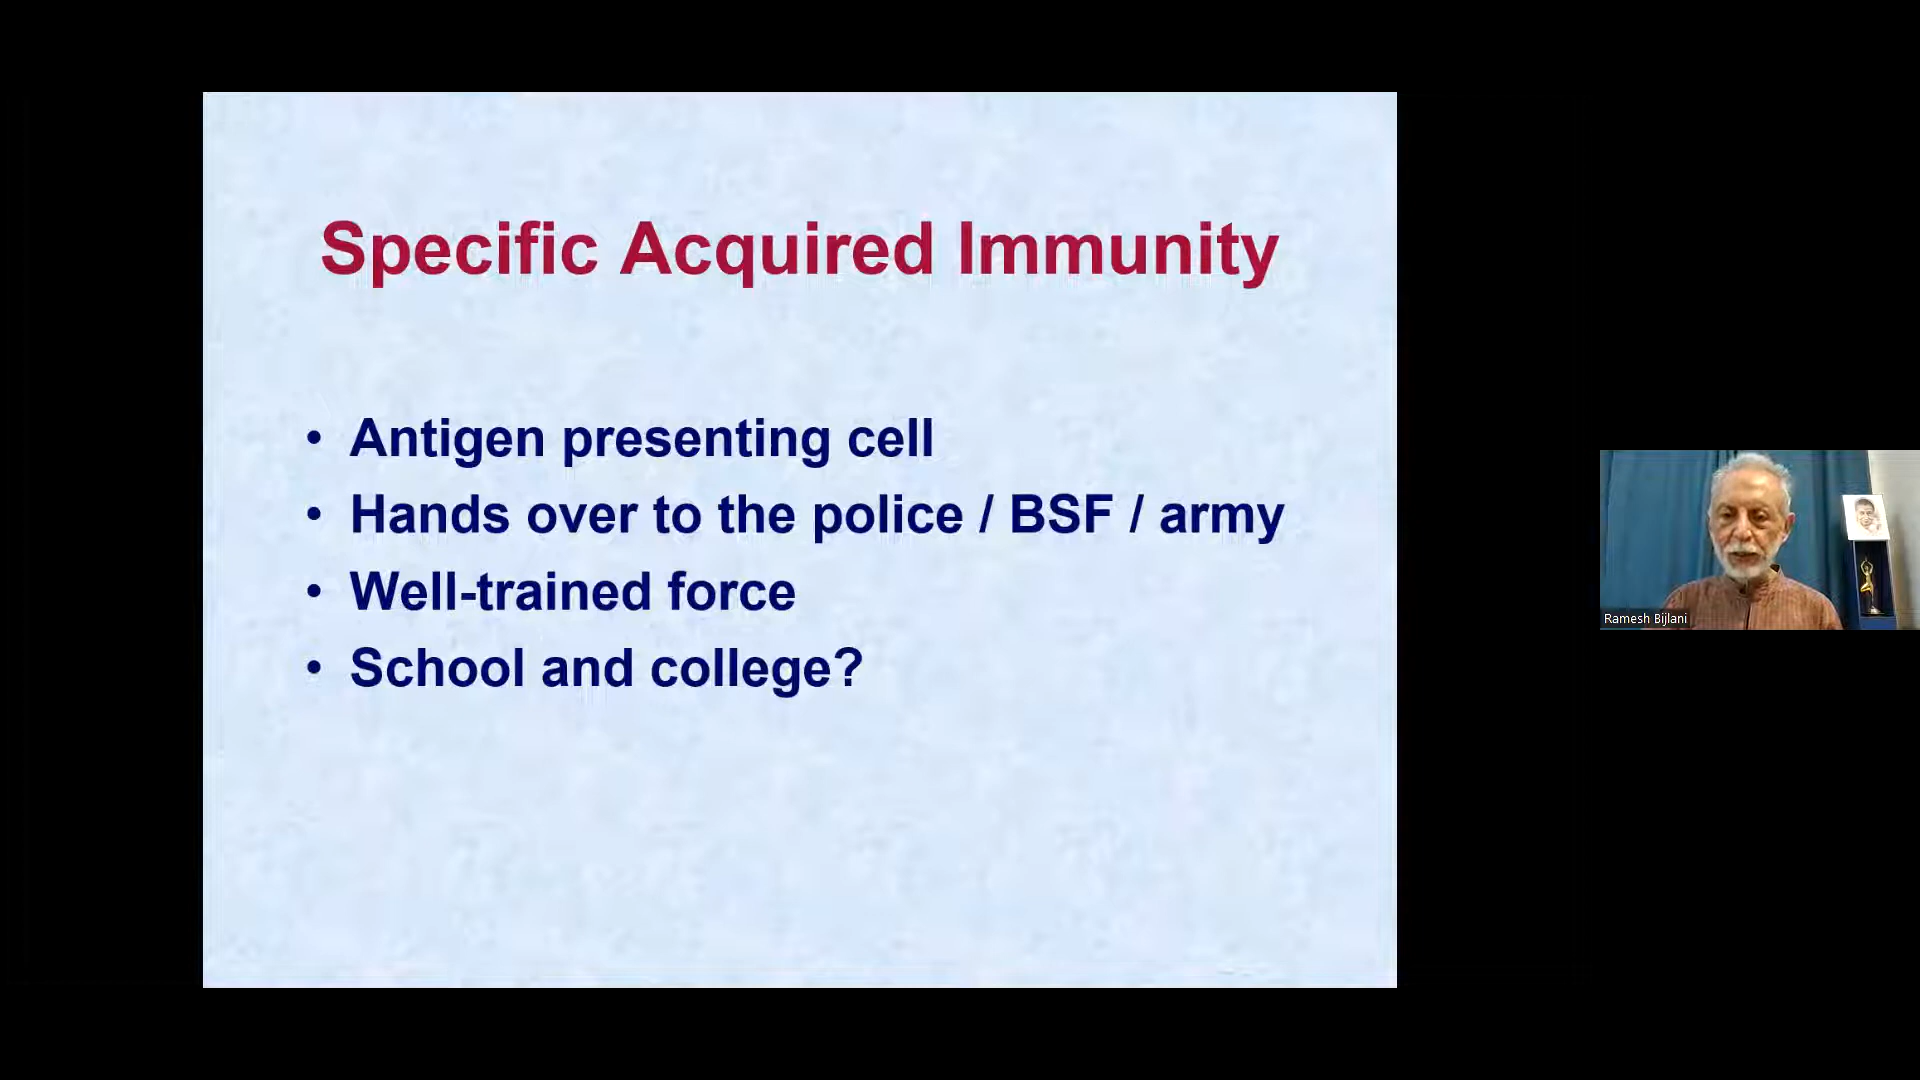 Specific Acquired Immunity
• Antigen presenting cell
• Hands over to the police / BSF / army
• Well-trained force
• School and college?
Ramesh Bijlani